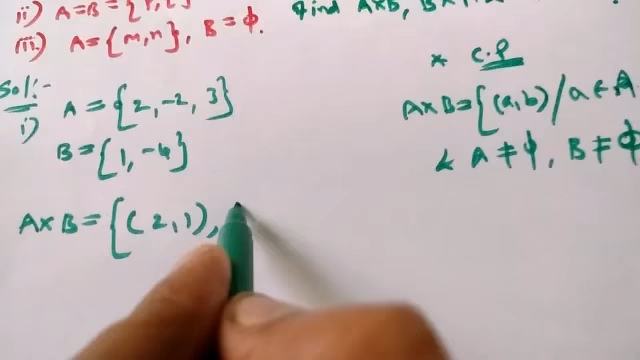 ii) A=B=
iii) A={m,n}, B=ϕ.
Find A×B,
Sol:-
i) A={2,-2,3}
B={1,-4}
A×B={(2,1),
* C.P
A×B={(a,b)/a∈A
& A≠ϕ, B≠ϕ